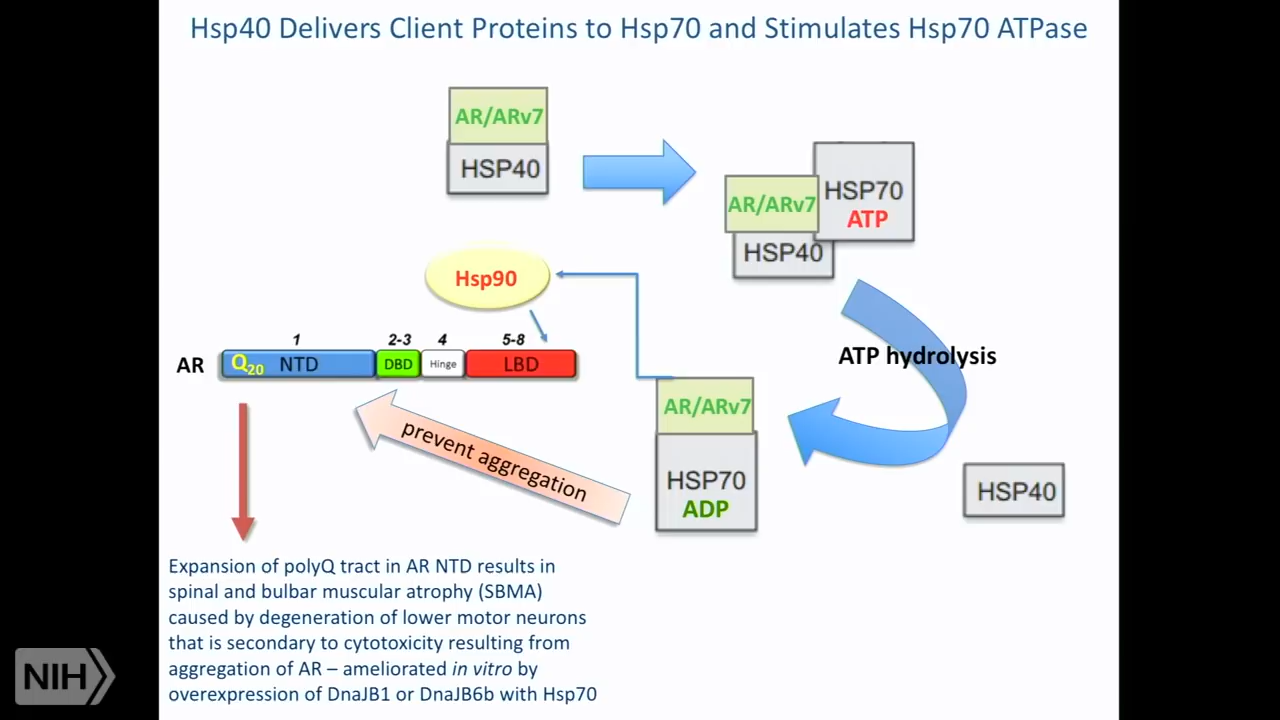 Hsp40 Delivers Client Proteins to Hsp70 and Stimulates Hsp70 ATPase
AR/ARv7
HSP40
HSP70
ATP
AR/ARv7
HSP40
Hsp90
1 2-3 4 5-8
AR Q20 NTD DBD Hinge LBD
ATP hydrolysis
AR/ARv7
HSP70
ADP
prevent aggregation
HSP40
Expansion of polyQ tract in AR NTD results in
spinal and bulbar muscular atrophy (SBMA)
caused by degeneration of lower motor neurons
that is secondary to cytotoxicity resulting from
aggregation of AR – ameliorated in vitro by
overexpression of DnaJB1 or DnaJB6b with Hsp70
NIH